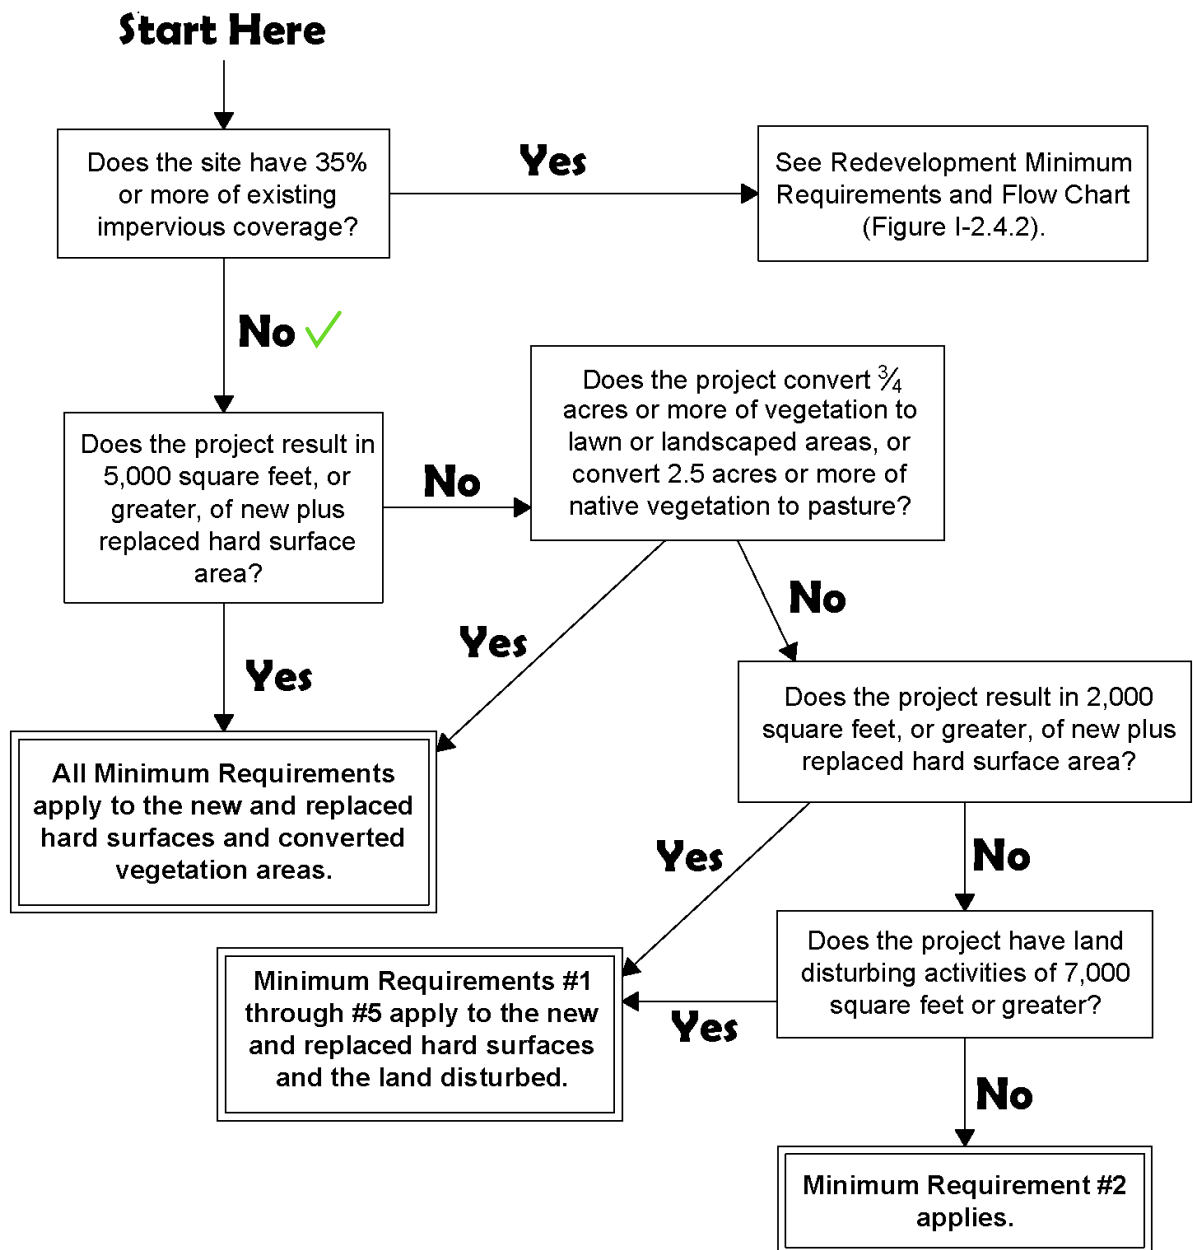 Start Here
Does the site have 35%
or more of existing
impervious coverage?
Yes
See Redevelopment Minimum
Requirements and Flow Chart
(Figure I-2.4.2).
No
Does the project convert ¾
acres or more of vegetation to
lawn or landscaped areas, or
convert 2.5 acres or more of
native vegetation to pasture?
Does the project result in
5,000 square feet, or
greater, of new plus
replaced hard surface
area?
No
No
Yes
Yes
Does the project result in 2,000
square feet, or greater, of new plus
replaced hard surface area?
All Minimum Requirements
apply to the new and replaced
hard surfaces and converted
vegetation areas.
Yes
No
Does the project have land
disturbing activities of 7,000
square feet or greater?
Minimum Requirements #1
through #5 apply to the new
and replaced hard surfaces
and the land disturbed.
Yes
No
Minimum Requirement #2
applies.